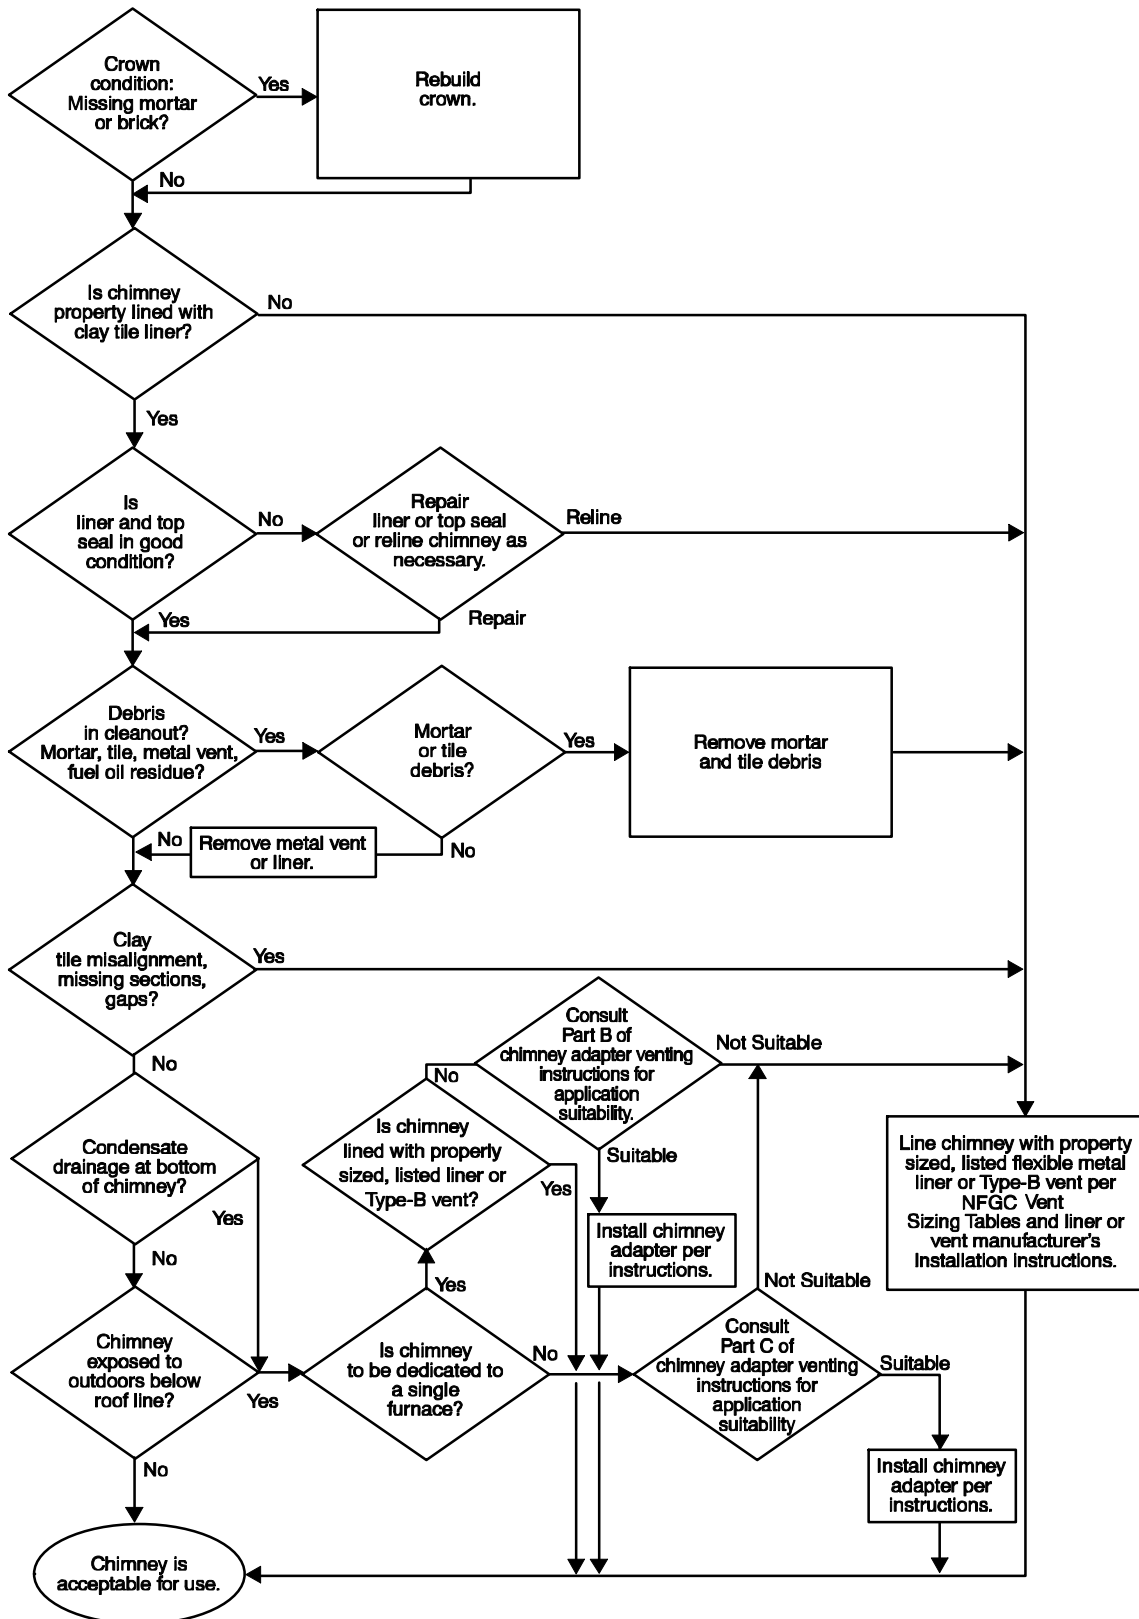 Crown
condition:
Missing mortar
or brick?
Yes
Rebuild
crown.
No
Is chimney
property lined with
clay tile liner?
No
Yes
Is
liner and top
seal in good
condition?
No
Repair
liner or top seal
or reline chimney as
necessary.
Reline
Yes
Repair
Debris
in cleanout?
Mortar, tile, metal vent,
fuel oil residue?
Yes
Mortar
or tile
debris?
Yes
Remove mortar
and tile debris
No
Remove metal vent
or liner.
No
Clay
tile misalignment,
missing sections,
gaps?
Yes
No
Consult
Part B of
chimney adapter venting
instructions for
application
suitability.
Not Suitable
No
Suitable
Condensate
drainage at bottom
of chimney?
Yes
No
Is chimney
lined with properly
sized, listed liner or
Type-B vent?
Yes
Install chimney
adapter per
instructions.
Line chimney with property
sized, listed flexible metal
liner or Type-B vent per
NFGC Vent
Sizing Tables and liner or
vent manufacturer's
Installation Instructions.
Not Suitable
Yes
Chimney
exposed to
outdoors below
roof line?
Yes
Is chimney
to be dedicated to
a single
furnace?
No
Consult
Part C of
chimney adapter venting
instructions for
application
suitability
Suitable
No
Install chimney
adapter per
instructions.
Chimney is
acceptable for use.